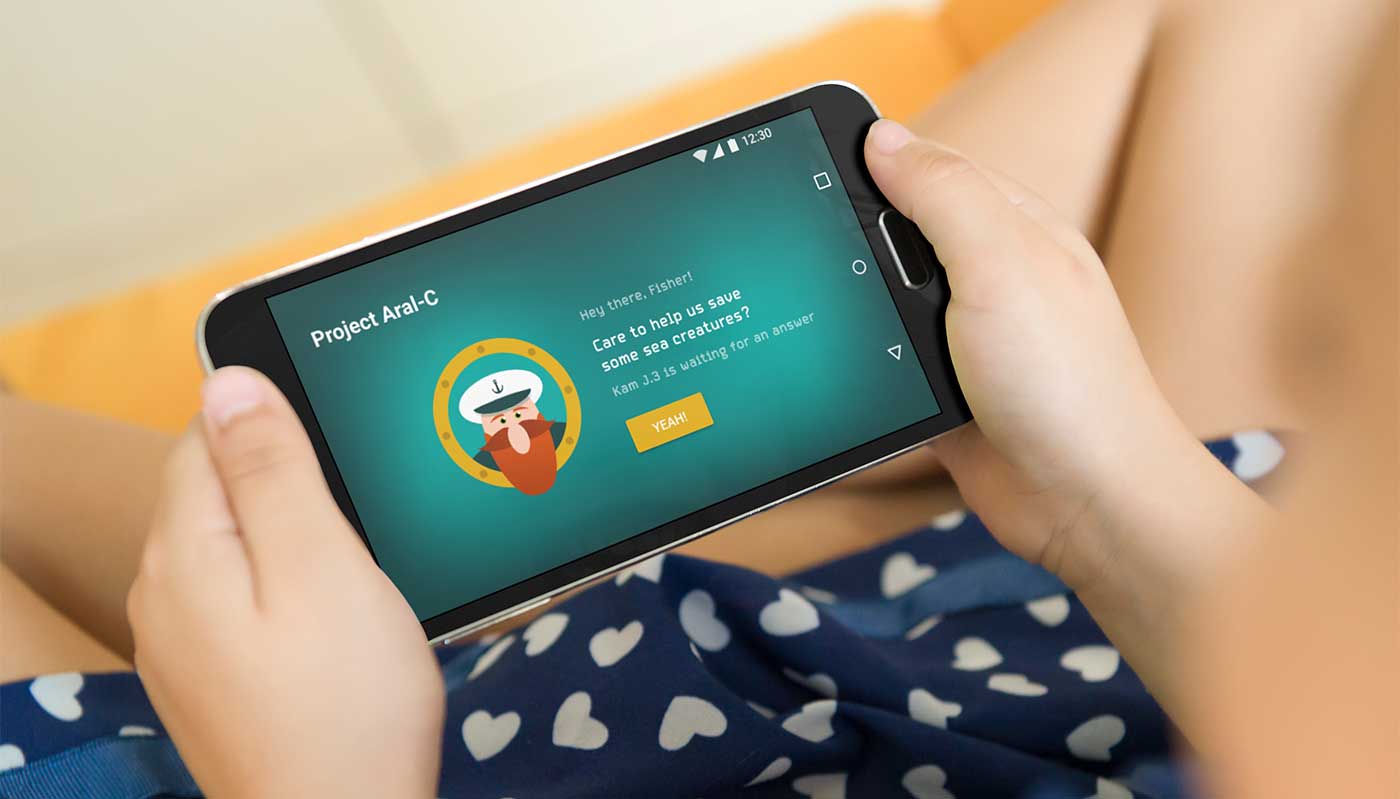 12:30
Project Aral-C
Hey there, Fisher!
Care to help us save
some sea creatures?
Kam J.3 is waiting for an answer
YEAH!